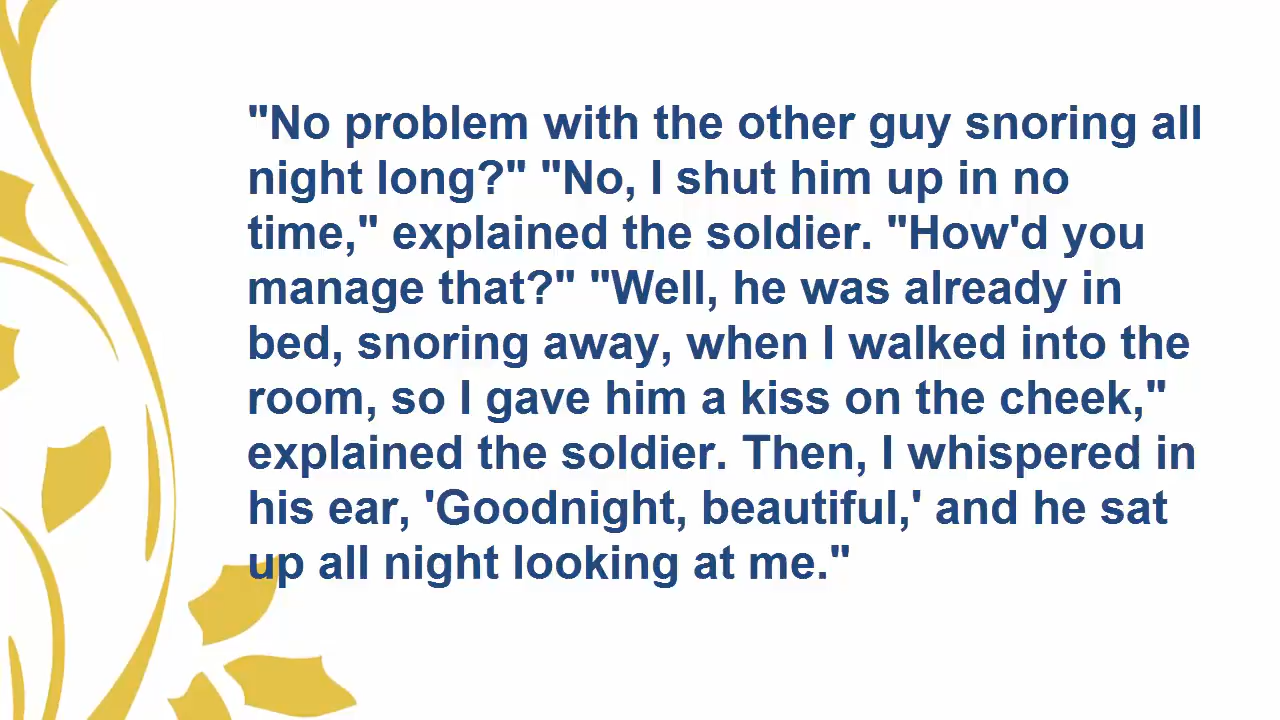 "No problem with the other guy snoring all
night long?" "No, I shut him up in no
time," explained the soldier. "How'd you
manage that?" "Well, he was already in
bed, snoring away, when I walked into the
room, so I gave him a kiss on the cheek,"
explained the soldier. Then, I whispered in
his ear, 'Goodnight, beautiful,' and he sat
up all night looking at me."